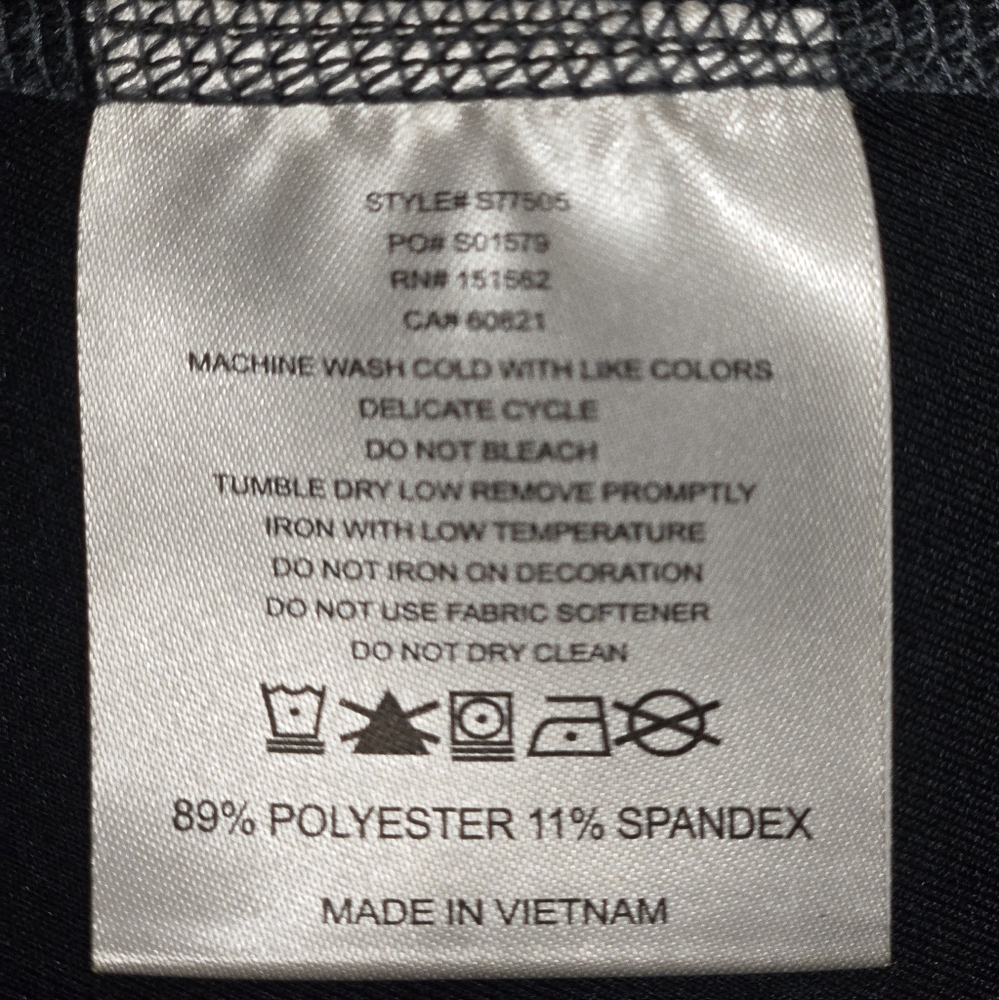 STYLE# S77505
PO# S01579
RN# 151562
CA# 60821
MACHINE WASH COLD WITH LIKE COLORS
DELICATE CYCLE
DO NOT BLEACH
TUMBLE DRY LOW REMOVE PROMPTLY
IRON WITH LOW TEMPERATURE
DO NOT IRON ON DECORATION
DO NOT USE FABRIC SOFTENER
DO NOT DRY CLEAN
89% POLYESTER 11% SPANDEX
MADE IN VIETNAM